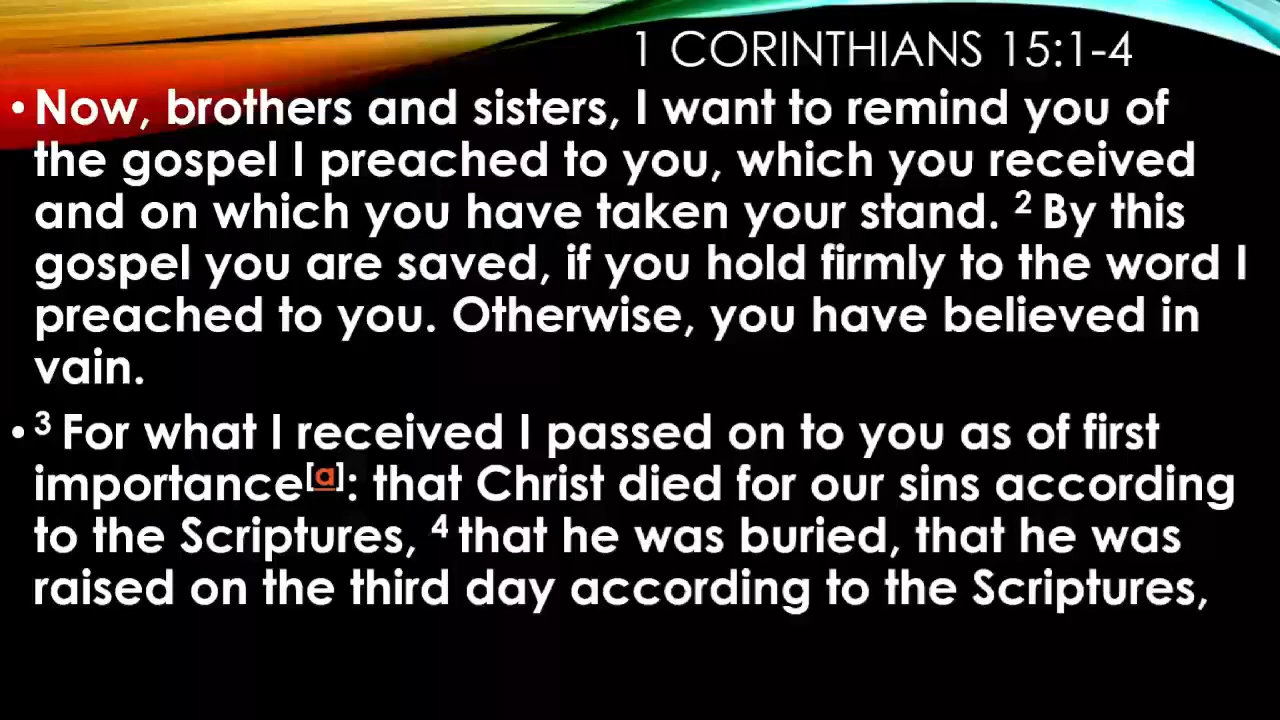 1 CORINTHIANS 15:1-4
• Now, brothers and sisters, I want to remind you of
the gospel I preached to you, which you received
and on which you have taken your stand. 2 By this
gospel you are saved, if you hold firmly to the word I
preached to you. Otherwise, you have believed in
vain.
• 3 For what I received I passed on to you as of first
importance[a]: that Christ died for our sins according
to the Scriptures, 4 that he was buried, that he was
raised on the third day according to the Scriptures,